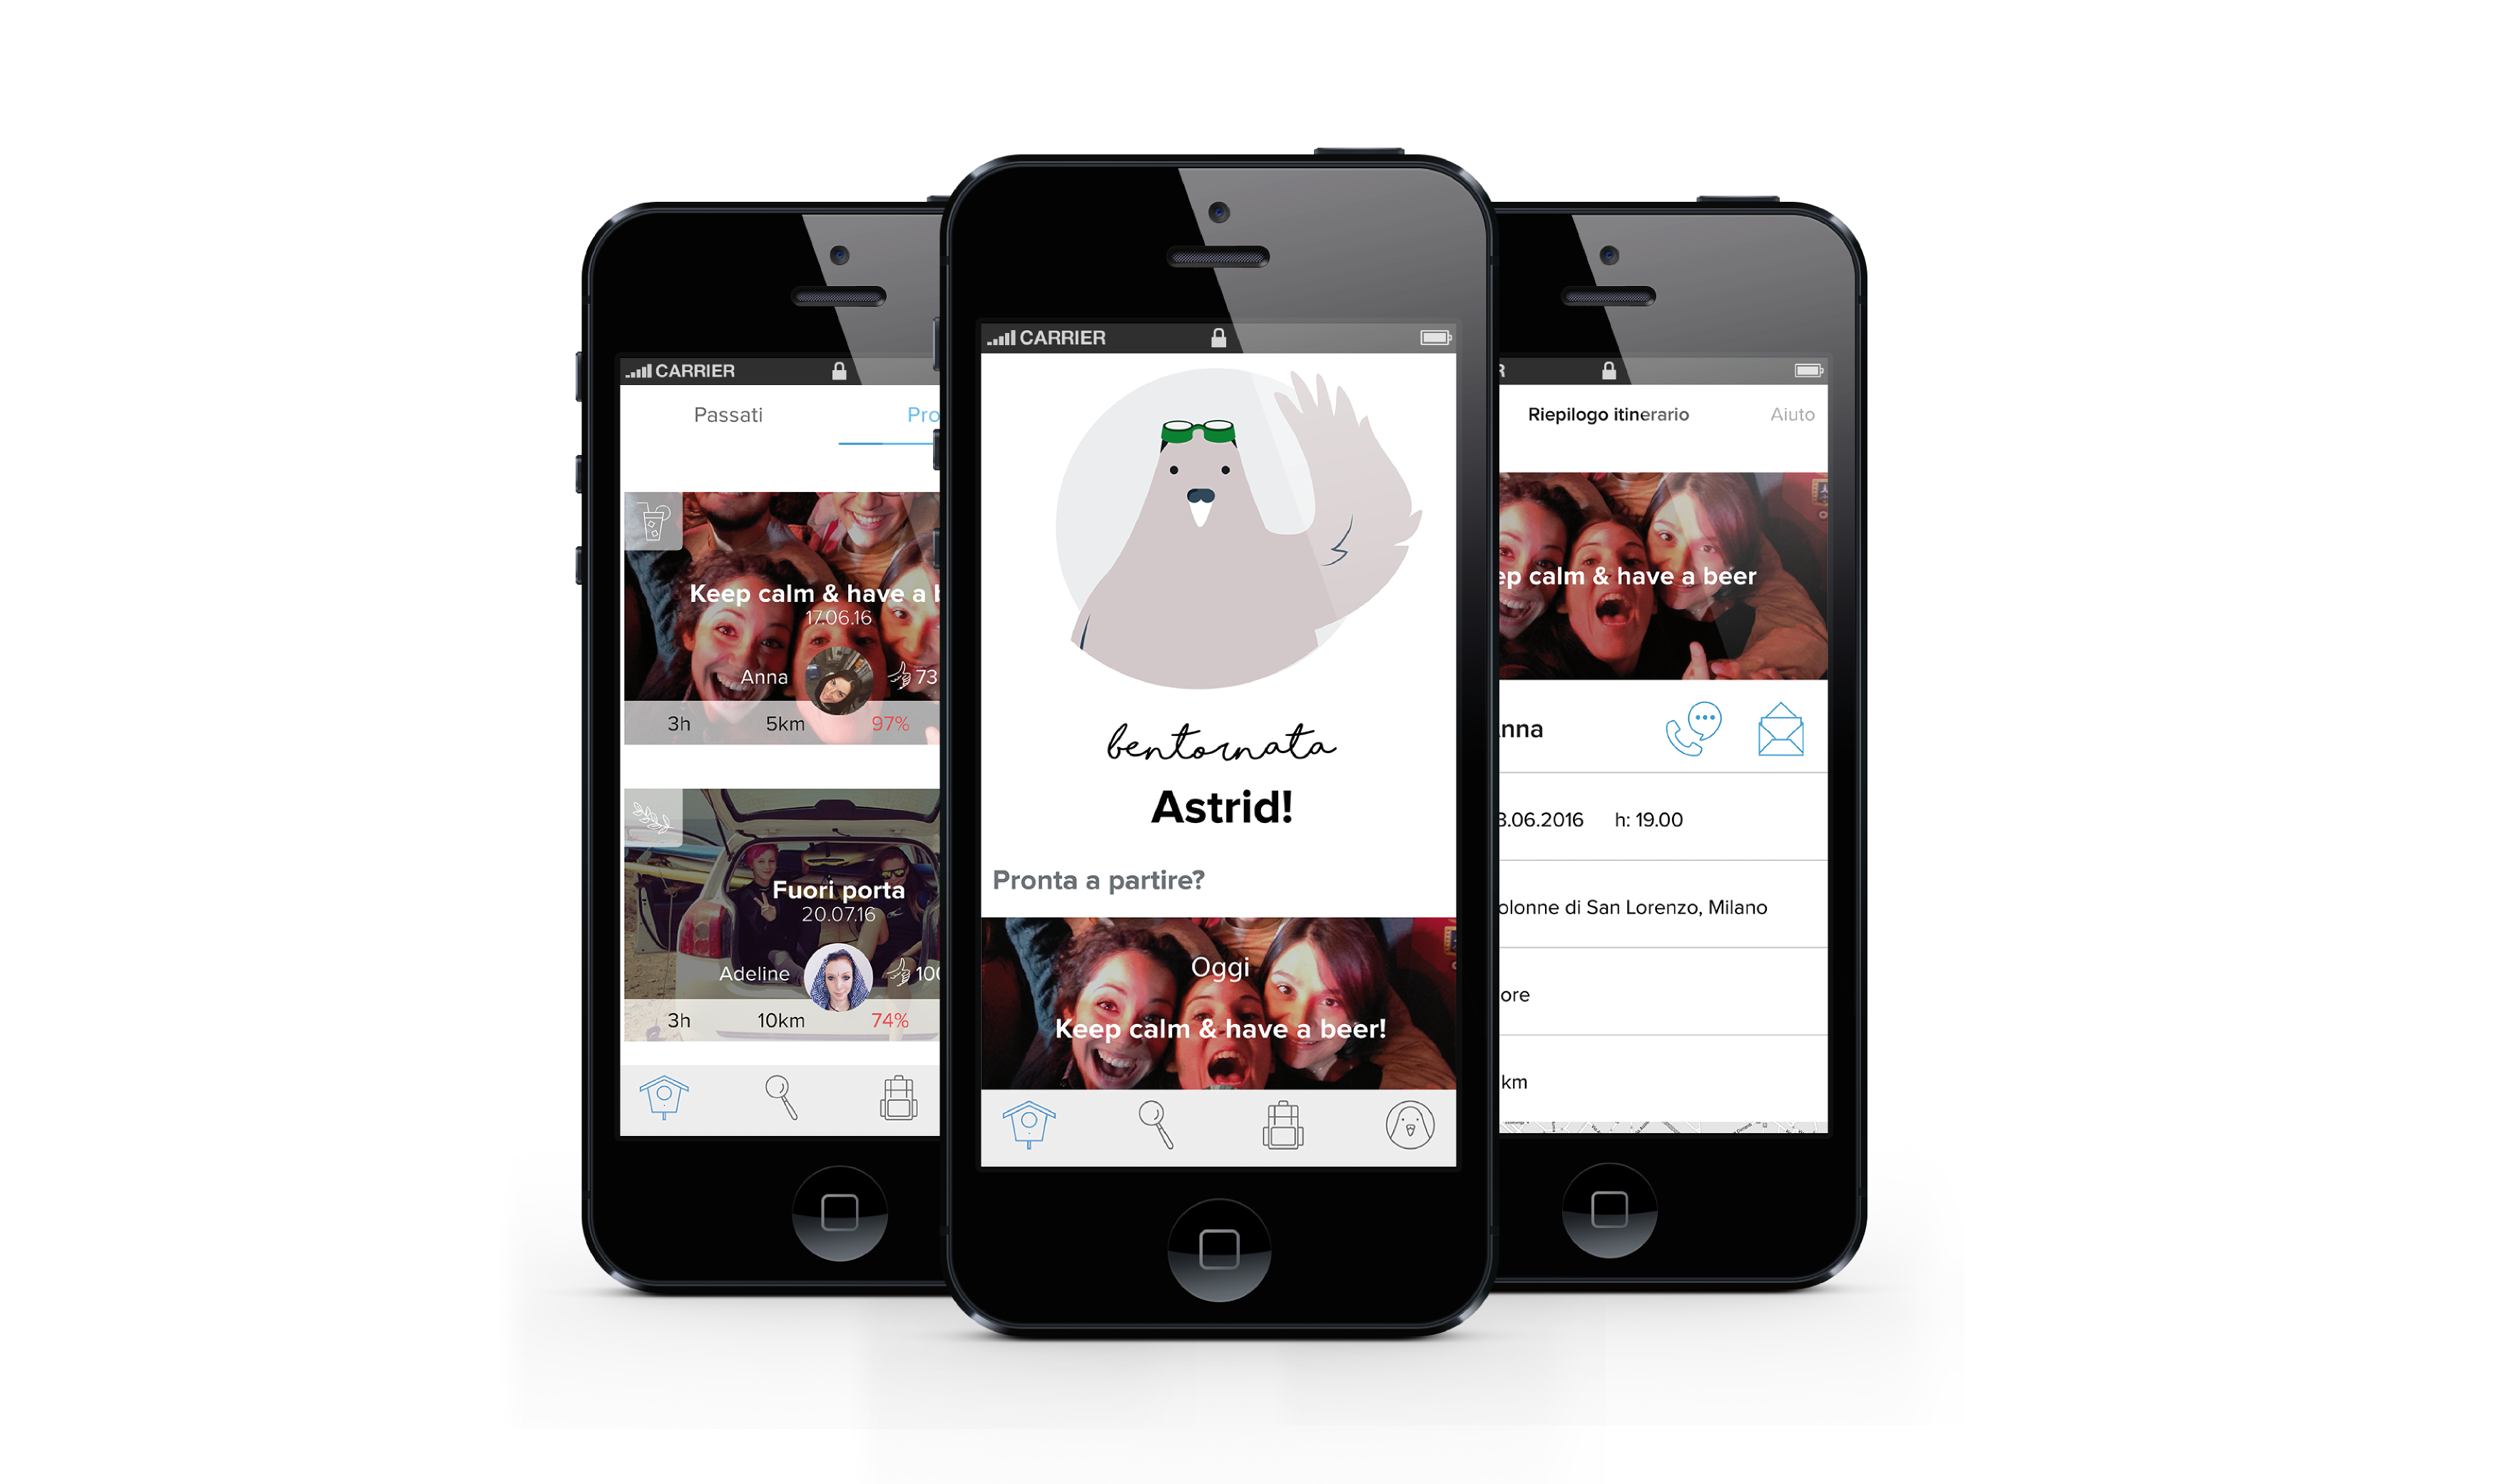 CARRIER
Passati
Pro
Keep calm & have a b
17.06.16
Anna
73
3h 5km 97%
Fuori porta
20.07.16
Adeline
100
3h 10km 74%
CARRIER
bentornata
Astrid!
Pronta a partire?
Oggi
Keep calm & have a beer!
R
Riepilogo itinerario Aiuto
ep calm & have a beer
nna
3.06.2016 h: 19.00
olonne di San Lorenzo, Milano
ore
km